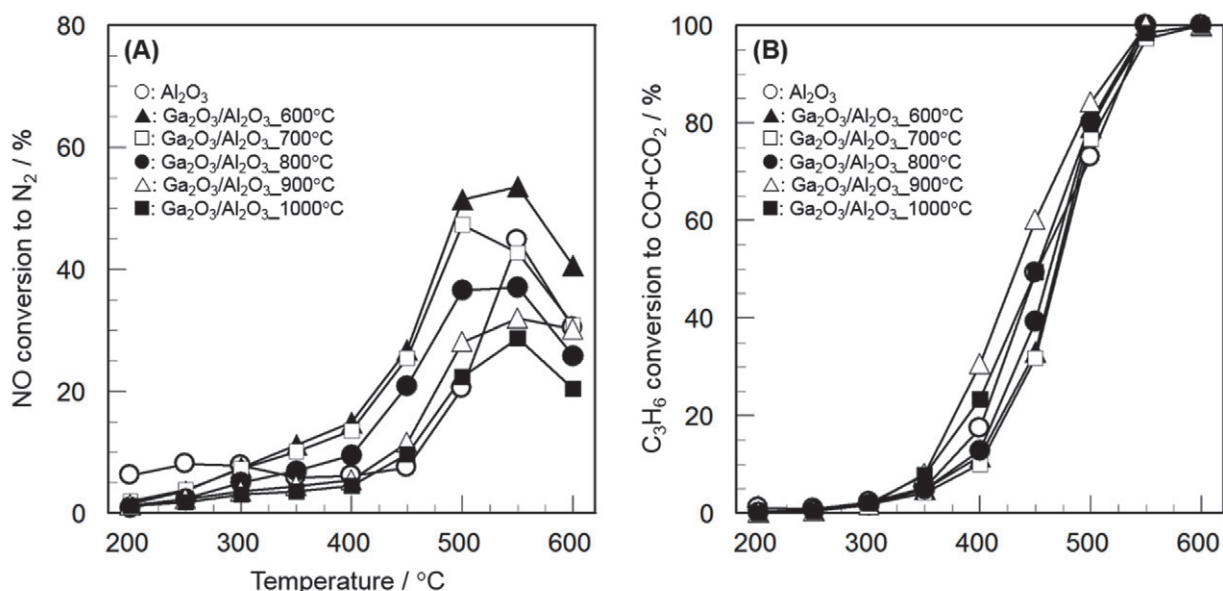 (A)
○: Al₂O₃
▲: Ga₂O₃/Al₂O₃_600°C
□: Ga₂O₃/Al₂O₃_700°C
●: Ga₂O₃/Al₂O₃_800°C
△: Ga₂O₃/Al₂O₃_900°C
■: Ga₂O₃/Al₂O₃_1000°C
NO conversion to N₂ / %
80
60
40
20
0
200 300 400 500 600
Temperature / °C
(B)
○: Al₂O₃
▲: Ga₂O₃/Al₂O₃_600°C
□: Ga₂O₃/Al₂O₃_700°C
●: Ga₂O₃/Al₂O₃_800°C
△: Ga₂O₃/Al₂O₃_900°C
■: Ga₂O₃/Al₂O₃_1000°C
C₃H₆ conversion to CO+CO₂ / %
100
80
60
40
20
0
200 300 400 500 600